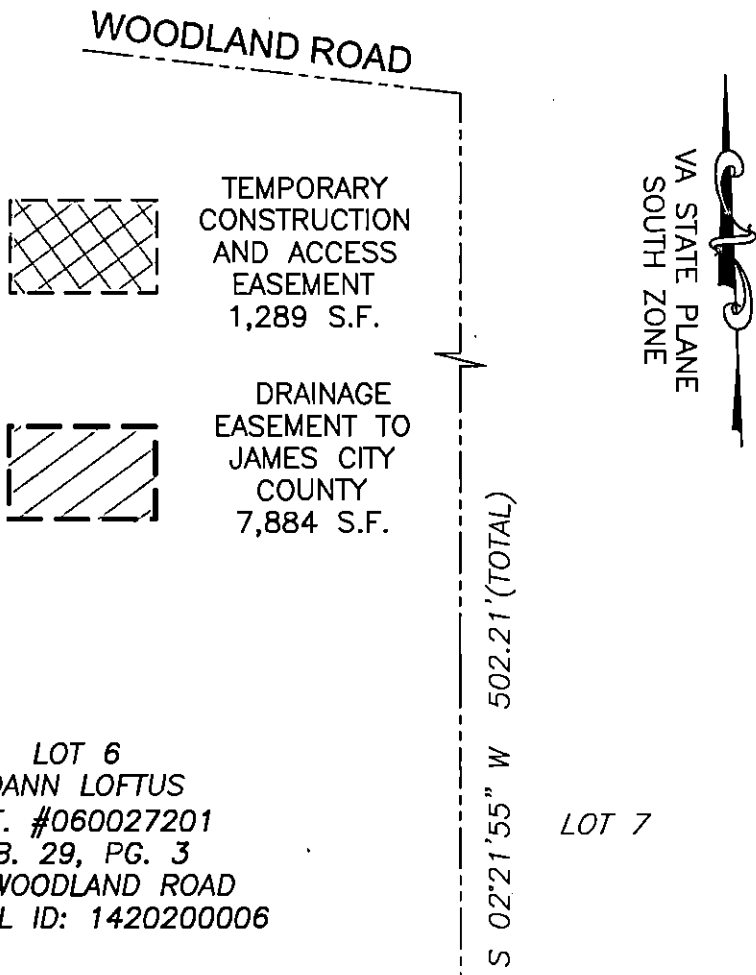 WOODLAND ROAD
TEMPORARY
CONSTRUCTION
AND ACCESS
EASEMENT
1,289 S.F.
VA STATE PLANE
SOUTH ZONE
DRAINAGE
EASEMENT TO
JAMES CITY
COUNTY
7,884 S.F.
S 02°21'55" W 502.21'(TOTAL)
LOT 6
LOFTUS
#060027201
29, PG. 3
WOODLAND ROAD
ID: 1420200006
LOT 7